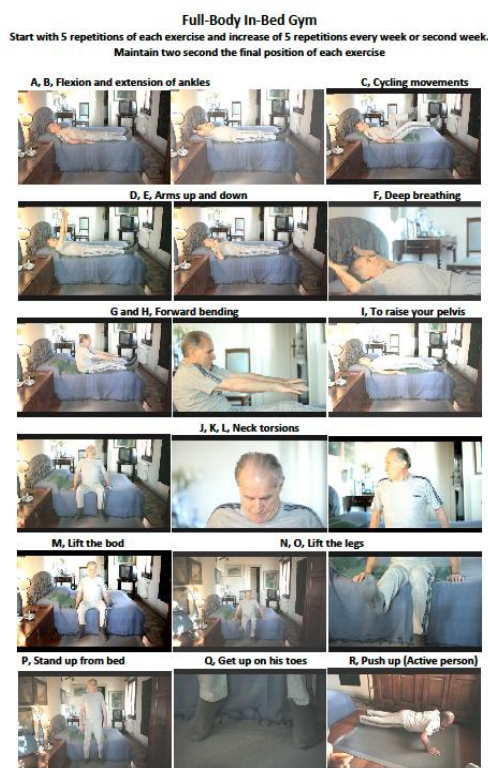 Full-Body In-Bed Gym
Start with 5 repetitions of each exercise and increase of 5 repetitions every week or second week.
Maintain two second the final position of each exercise
A, B, Flexion and extension of ankles
C, Cycling movements
D, E, Arms up and down
F, Deep breathing
G and H, Forward bending
I, To raise your pelvis
J, K, L, Neck torsions
M, Lift the bod
N, O, Lift the legs
P, Stand up from bed
Q, Get up on his toes
R, Push up (Active person)